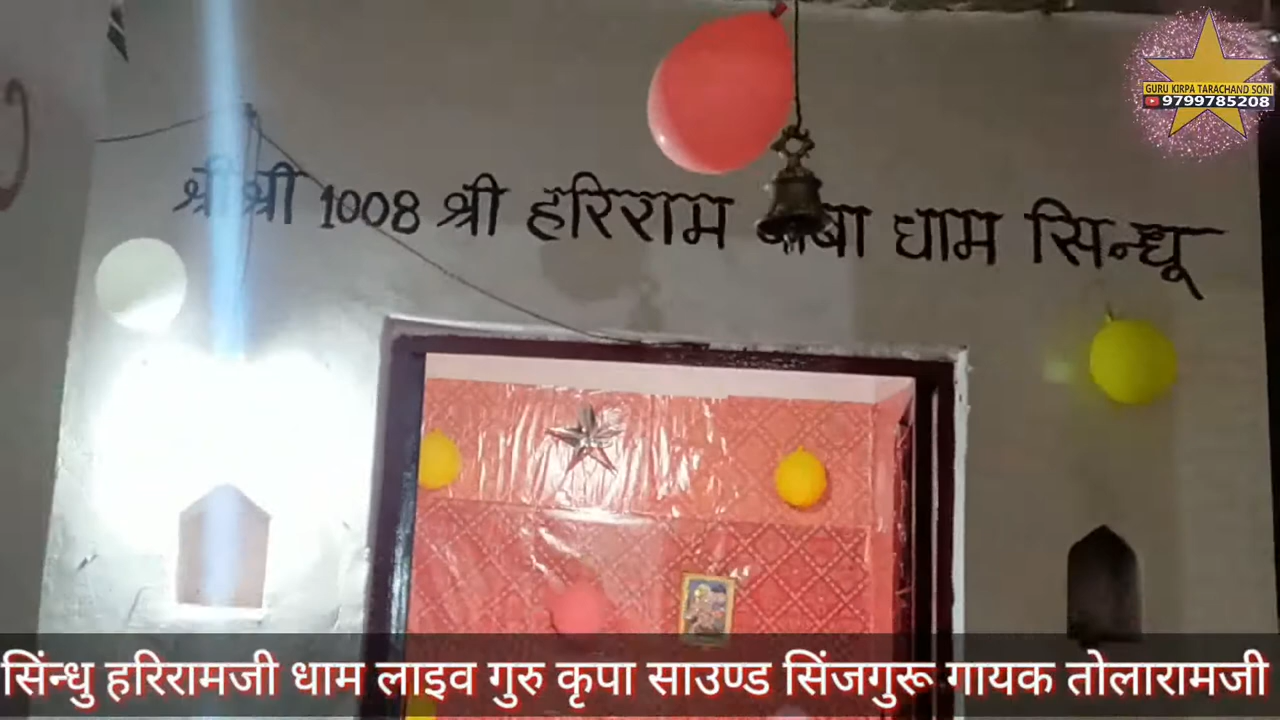 GURU KIRPA TARACHAND SONI
9799785208
श्री श्री 1008 श्री हरिराम बाबा धाम सिन्धू
सिंन्धु हरिरामजी धाम लाइव गुरु कृपा साउण्ड सिंजगुरू गायक तोलारामजी